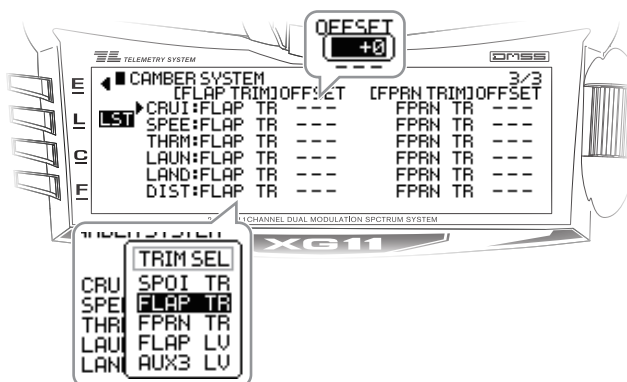 OFFSET
+0
---
TELEMETRY SYSTEM
DMSS
E
L
C
F
CAMBER SYSTEM 3/3
[FLAP TRIM]OFFSET [FPRN TRIM]OFFSET
LST
CRUI:FLAP TR --- FPRN TR ---
SPEE:FLAP TR --- FPRN TR ---
THRM:FLAP TR --- FPRN TR ---
LAUN:FLAP TR --- FPRN TR ---
LAND:FLAP TR --- FPRN TR ---
DIST:FLAP TR --- FPRN TR ---
CHANNEL DUAL MODULATION SPCTRUM SYSTEM
XG11
TRIM SEL
CRU SPOI TR
SPE FLAP TR
THR FPRN TR
LAU FLAP LV
LAN AUX3 LV